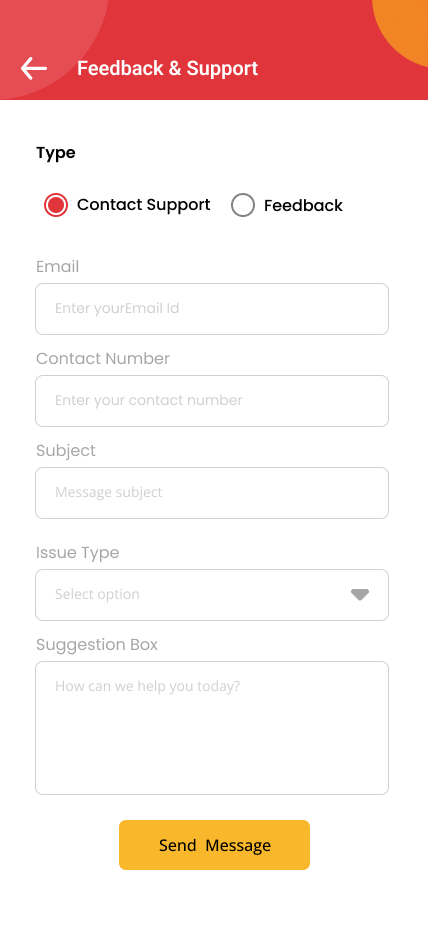 Feedback & Support
Type
Contact Support Feedback
Email
Enter yourEmail Id
Contact Number
Enter your contact number
Subject
Message subject
Issue Type
Select option
Suggestion Box
How can we help you today?
Send Message